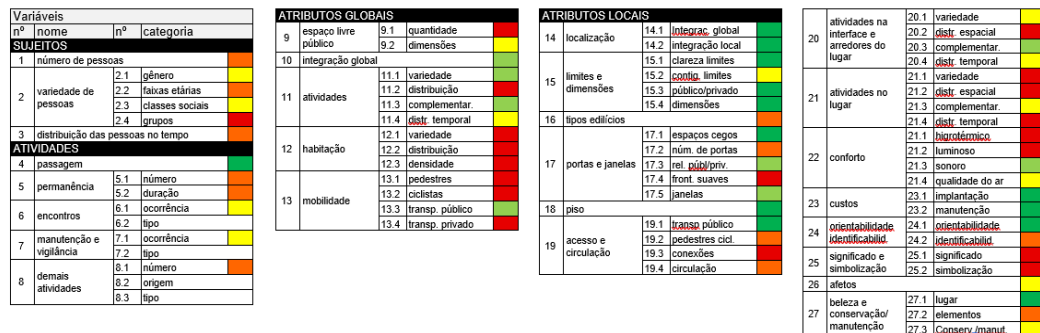 Variáveis
nº nome nº categoria
SUJEITOS
1 número de pessoas
2 variedade de pessoas 2.1 gênero
2.2 faixas etárias
2.3 classes sociais
2.4 grupos
3 distribuição das pessoas no tempo
ATIVIDADES
4 passagem
5 permanência 5.1 número
5.2 duração
6 encontros 6.1 ocorrência
6.2 tipo
7 manutenção e vigilância 7.1 ocorrência
7.2 tipo
8 demais atividades 8.1 número
8.2 origem
8.3 tipo
ATRIBUTOS GLOBAIS
9 espaço livre público 9.1 quantidade
9.2 dimensões
10 integração global
11 atividades 11.1 variedade
11.2 distribuição
11.3 complementar.
11.4 distr. temporal
12 habitação 12.1 variedade
12.2 distribuição
12.3 densidade
13 mobilidade 13.1 pedestres
13.2 ciclistas
13.3 transp. público
13.4 transp. privado
ATRIBUTOS LOCAIS
14 localização 14.1 Integrac. global
14.2 integração local
15 limites e dimensões 15.1 clareza limites
15.2 contig. limites
15.3 público/privado
15.4 dimensões
16 tipos edilícios
17 portas e janelas 17.1 espaços cegos
17.2 núm. de portas
17.3 rel. públ/priv.
17.4 front. suaves
17.5 janelas
18 piso
19 acesso e circulação 19.1 transp público
19.2 pedestres cicl.
19.3 conexões
19.4 circulação
20 atividades na interface e arredores do lugar 20.1 variedade
20.2 distr. espacial
20.3 complementar.
20.4 distr. temporal
21 atividades no lugar 21.1 variedade
21.2 distr. espacial
21.3 complementar.
21.4 distr. temporal
22 conforto 21.1 higrotérmico
21.2 luminoso
21.3 sonoro
21.4 qualidade do ar
23 custos 23.1 implantação
23.2 manutenção
24 orientabilidade identificabilid. 24.1 orientabilidade
24.2 identificabilid.
25 significado e simbolização 25.1 significado
25.2 simbolização
26 afetos
27 beleza e conservação/ manutenção 27.1 lugar
27.2 elementos
27.3 Conserv./manut.